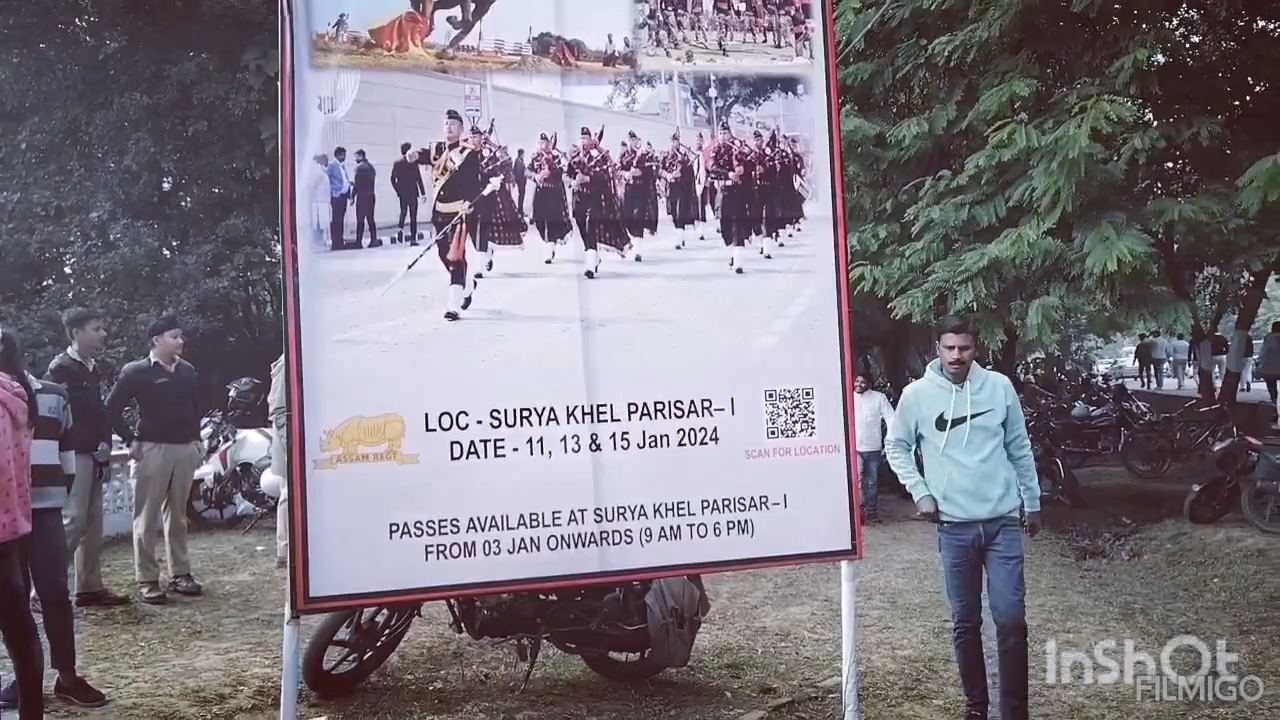 LOC - SURYA KHEL PARISAR– I
DATE - 11, 13 & 15 Jan 2024
SCAN FOR LOCATION
ASSAM REGT
PASSES AVAILABLE AT SURYA KHEL PARISAR–I
FROM 03 JAN ONWARDS (9 AM TO 6 PM)
InShOt
FILMIGO